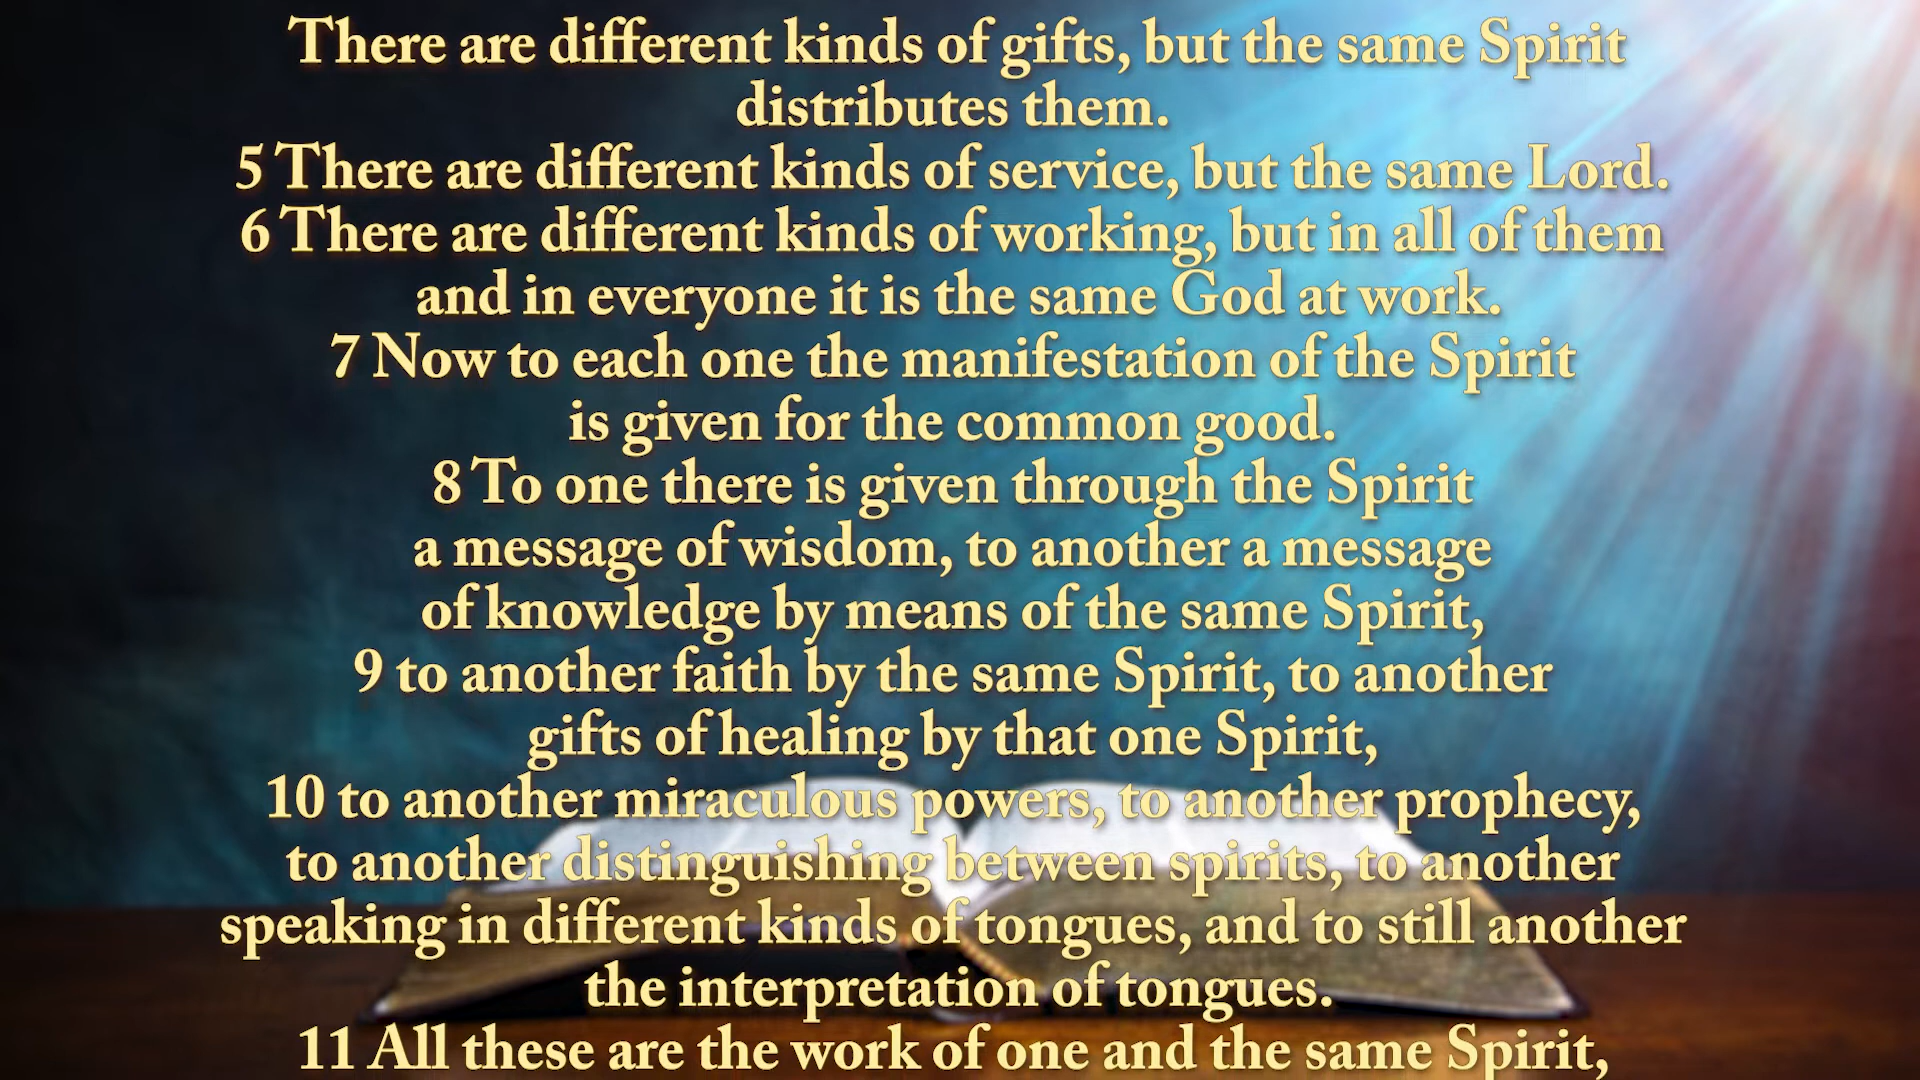 There are different kinds of gifts, but the same Spirit
distributes them.
5 There are different kinds of service, but the same Lord.
6 There are different kinds of working, but in all of them
and in everyone it is the same God at work.
7 Now to each one the manifestation of the Spirit
is given for the common good.
8 To one there is given through the Spirit
a message of wisdom, to another a message
of knowledge by means of the same Spirit,
9 to another faith by the same Spirit, to another
gifts of healing by that one Spirit,
10 to another miraculous powers, to another prophecy,
to another distinguishing between spirits, to another
speaking in different kinds of tongues, and to still another
the interpretation of tongues.
11 All these are the work of one and the same Spirit,